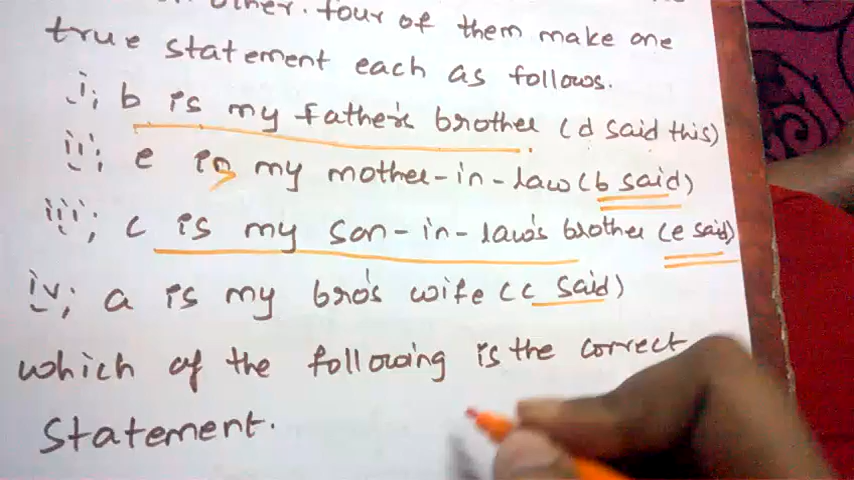 other. four of them make one
true statement each as follows.
i; b is my father's brother (d said this)
ii; e is my mother-in-law (b said)
iii; c is my son-in-law's brother (e said)
iv; a is my bro's wife (c said)
which of the following is the correct
statement.